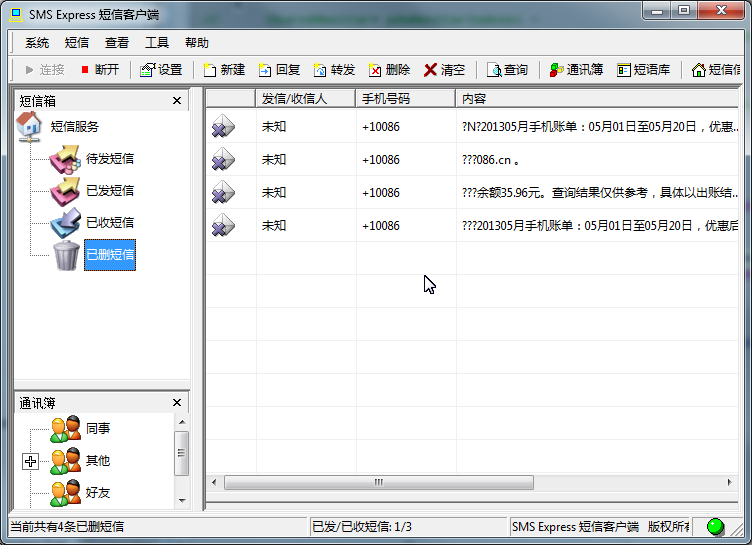 SMS Express 短信客户端
系统 短信 查看 工具 帮助
连接 断开 设置 新建 回复 转发 删除 清空 查询 通讯簿 短语库 短信信
短信箱
短信服务
待发短信
已发短信
已收短信
已删短信
通讯簿
同事
其他
好友
发信/收信人 手机号码 内容
未知 +10086 ?N?201305月手机账单：05月01日至05月20日，优惠...
未知 +10086 ???086.cn 。
未知 +10086 ???余额35.96元。查询结果仅供参考，具体以出账结...
未知 +10086 ???201305月手机账单：05月01日至05月20日，优惠后
当前共有4条已删短信 已发/已收短信: 1/3 SMS Express 短信客户端 版权所有